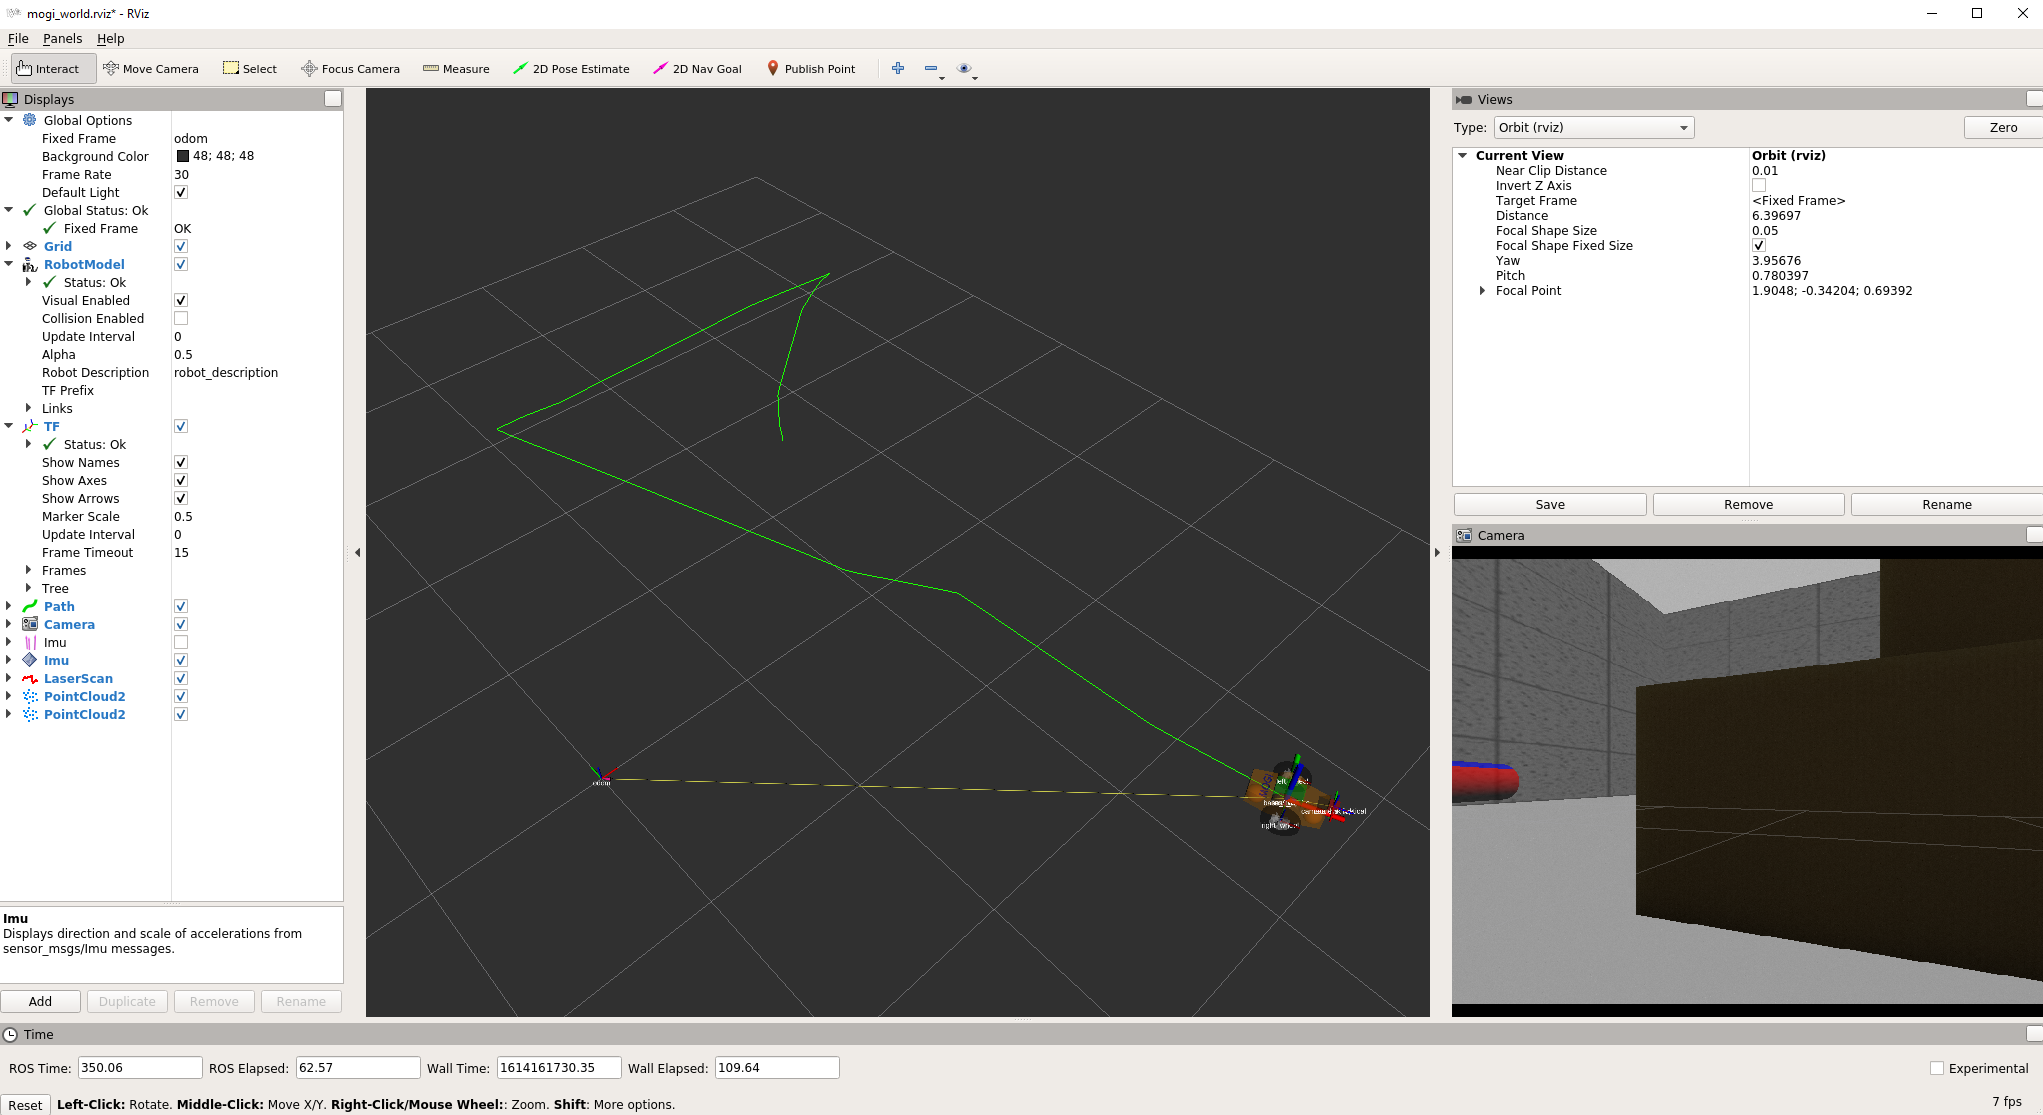 mogi_world.rviz* - RViz
File Panels Help
Interact Move Camera Select Focus Camera Measure 2D Pose Estimate 2D Nav Goal Publish Point
Displays
Global Options
Fixed Frame odom
Background Color 48; 48; 48
Frame Rate 30
Default Light
Global Status: Ok
Fixed Frame OK
Grid
RobotModel
Status: Ok
Visual Enabled
Collision Enabled
Update Interval 0
Alpha 0.5
Robot Description robot_description
TF Prefix
Links
TF
Status: Ok
Show Names
Show Axes
Show Arrows
Marker Scale 0.5
Update Interval 0
Frame Timeout 15
Frames
Tree
Path
Camera
Imu
Imu
LaserScan
PointCloud2
PointCloud2
Imu
Displays direction and scale of accelerations from
sensor_msgs/Imu messages.
Add Duplicate Remove Rename
odom
right_wheel
Views
Type: Orbit (rviz) Zero
Current View Orbit (rviz)
Near Clip Distance 0.01
Invert Z Axis
Target Frame <Fixed Frame>
Distance 6.39697
Focal Shape Size 0.05
Focal Shape Fixed Size
Yaw 3.95676
Pitch 0.780397
Focal Point 1.9048; -0.34204; 0.69392
Save Remove Rename
Camera
Time
ROS Time: 350.06 ROS Elapsed: 62.57 Wall Time: 1614161730.35 Wall Elapsed: 109.64 Experimental
Reset Left-Click: Rotate. Middle-Click: Move X/Y. Right-Click/Mouse Wheel:: Zoom. Shift: More options. 7 fps